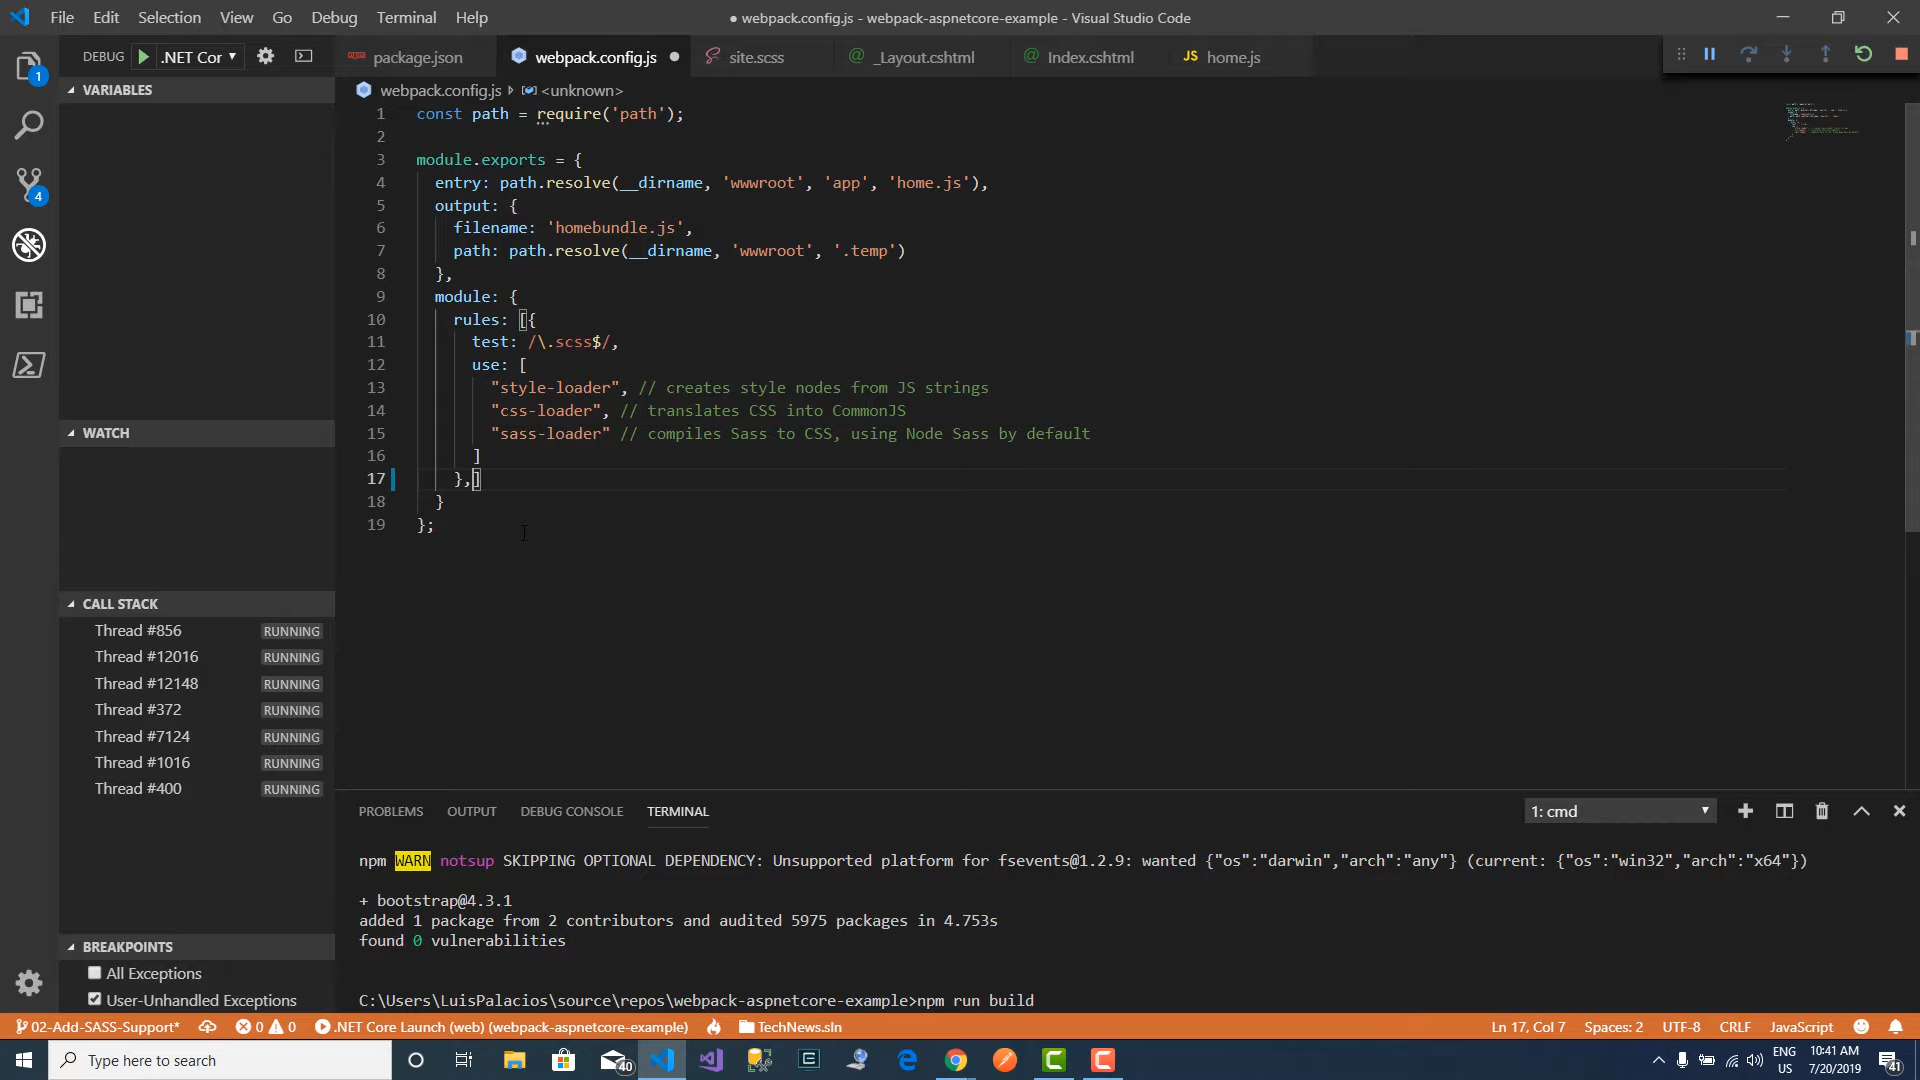 File Edit Selection View Go Debug Terminal Help
● webpack.config.js - webpack-aspnetcore-example - Visual Studio Code
DEBUG .NET Cor
package.json
webpack.config.js
site.scss
_Layout.cshtml
Index.cshtml
JS home.js
webpack.config.js <unknown>
VARIABLES
WATCH
CALL STACK
Thread #856 RUNNING
Thread #12016 RUNNING
Thread #12148 RUNNING
Thread #372 RUNNING
Thread #7124 RUNNING
Thread #1016 RUNNING
Thread #400 RUNNING
BREAKPOINTS
All Exceptions
User-Unhandled Exceptions
1
4
1 const path = require('path');
2
3 module.exports = {
4 entry: path.resolve(__dirname, 'wwwroot', 'app', 'home.js'),
5 output: {
6 filename: 'homebundle.js',
7 path: path.resolve(__dirname, 'wwwroot', '.temp')
8 },
9 module: {
10 rules: [{
11 test: /\.scss$/,
12 use: [
13 "style-loader", // creates style nodes from JS strings
14 "css-loader", // translates CSS into CommonJS
15 "sass-loader" // compiles Sass to CSS, using Node Sass by default
16 ]
17 },]
18 }
19 };
PROBLEMS OUTPUT DEBUG CONSOLE TERMINAL
1: cmd
npm WARN notsup SKIPPING OPTIONAL DEPENDENCY: Unsupported platform for fsevents@1.2.9: wanted {"os":"darwin","arch":"any"} (current: {"os":"win32","arch":"x64"})
+ bootstrap@4.3.1
added 1 package from 2 contributors and audited 5975 packages in 4.753s
found 0 vulnerabilities
C:\Users\LuisPalacios\source\repos\webpack-aspnetcore-example>npm run build
02-Add-SASS-Support* 0 0 .NET Core Launch (web) (webpack-aspnetcore-example) TechNews.sln
Ln 17, Col 7 Spaces: 2 UTF-8 CRLF JavaScript
Type here to search
40
ENG
US
10:41 AM
7/20/2019
41